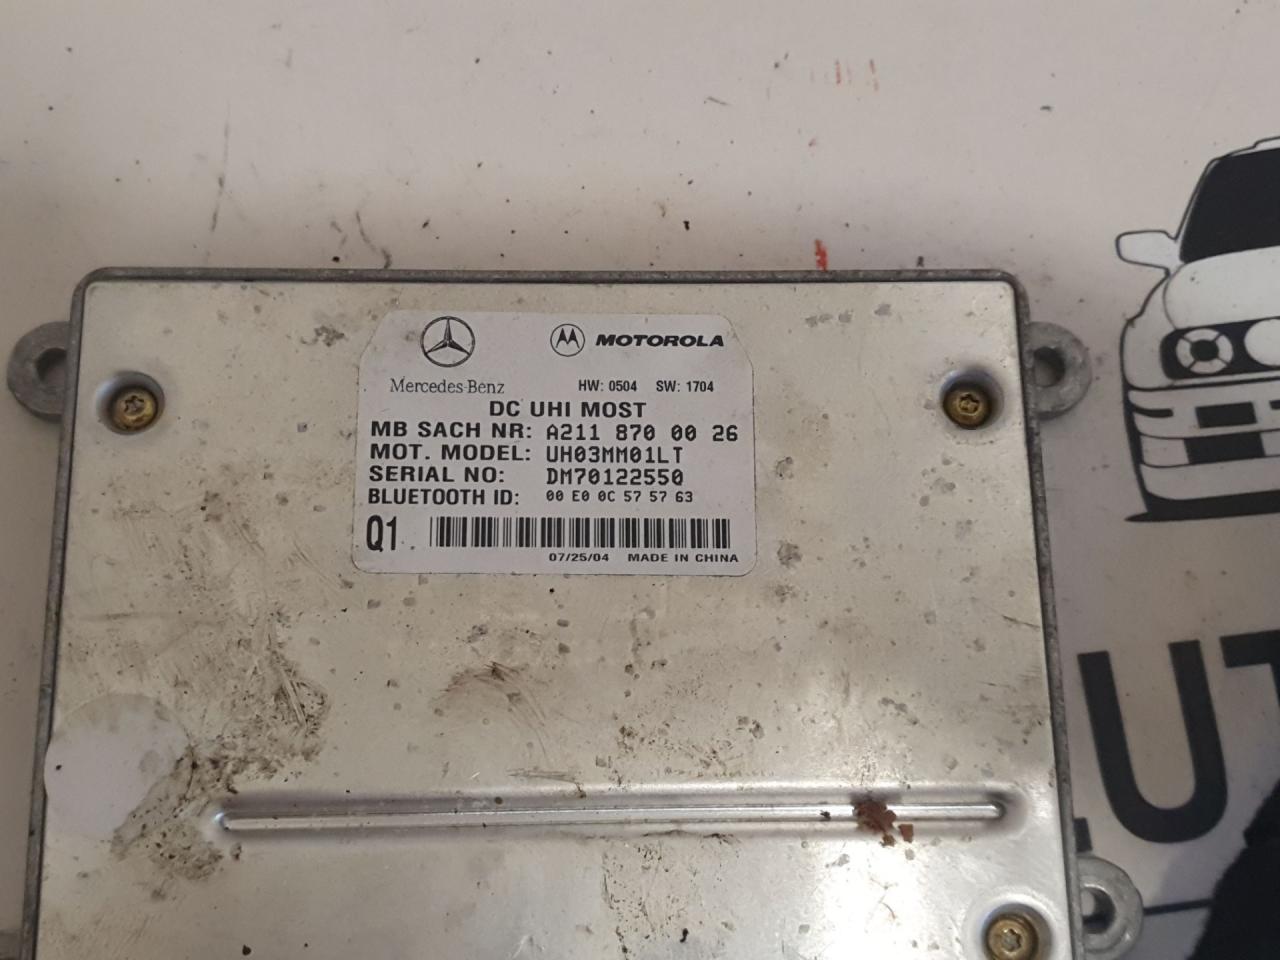 MOTOROLA
Mercedes-Benz
HW: 0504 SW: 1704
DC UHI MOST
MB SACH NR: A211 870 00 26
MOT. MODEL: UH03MM01LT
SERIAL NO: DM70122550
BLUETOOTH ID: 00 E0 0C 57 57 63
Q1
07/25/04 MADE IN CHINA
UT